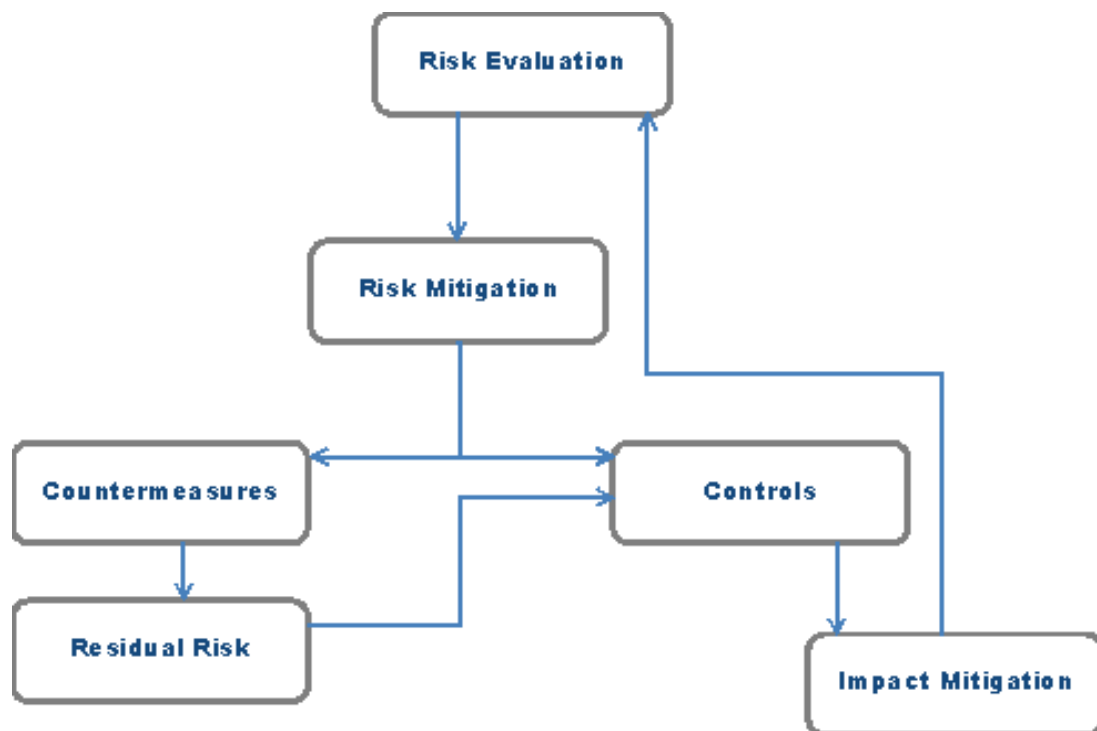 Risk Evaluation
Risk Mitigation
Countermeasures
Controls
Residual Risk
Impact Mitigation